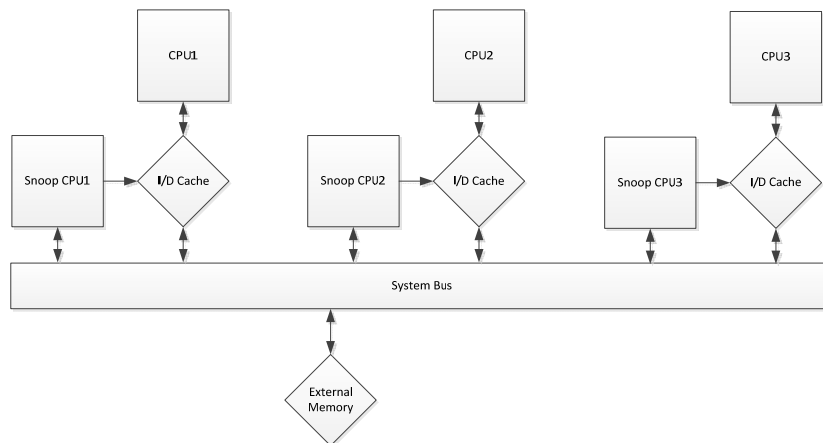 CPU1
CPU2
CPU3
Snoop CPU1
I/D Cache
Snoop CPU2
I/D Cache
Snoop CPU3
I/D Cache
System Bus
External
Memory